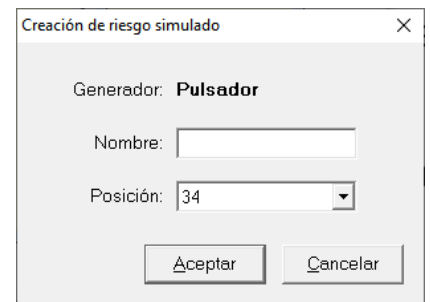 Creación de riesgo simulado
Generador: Pulsador
Nombre:
Posición: 34
Aceptar Cancelar